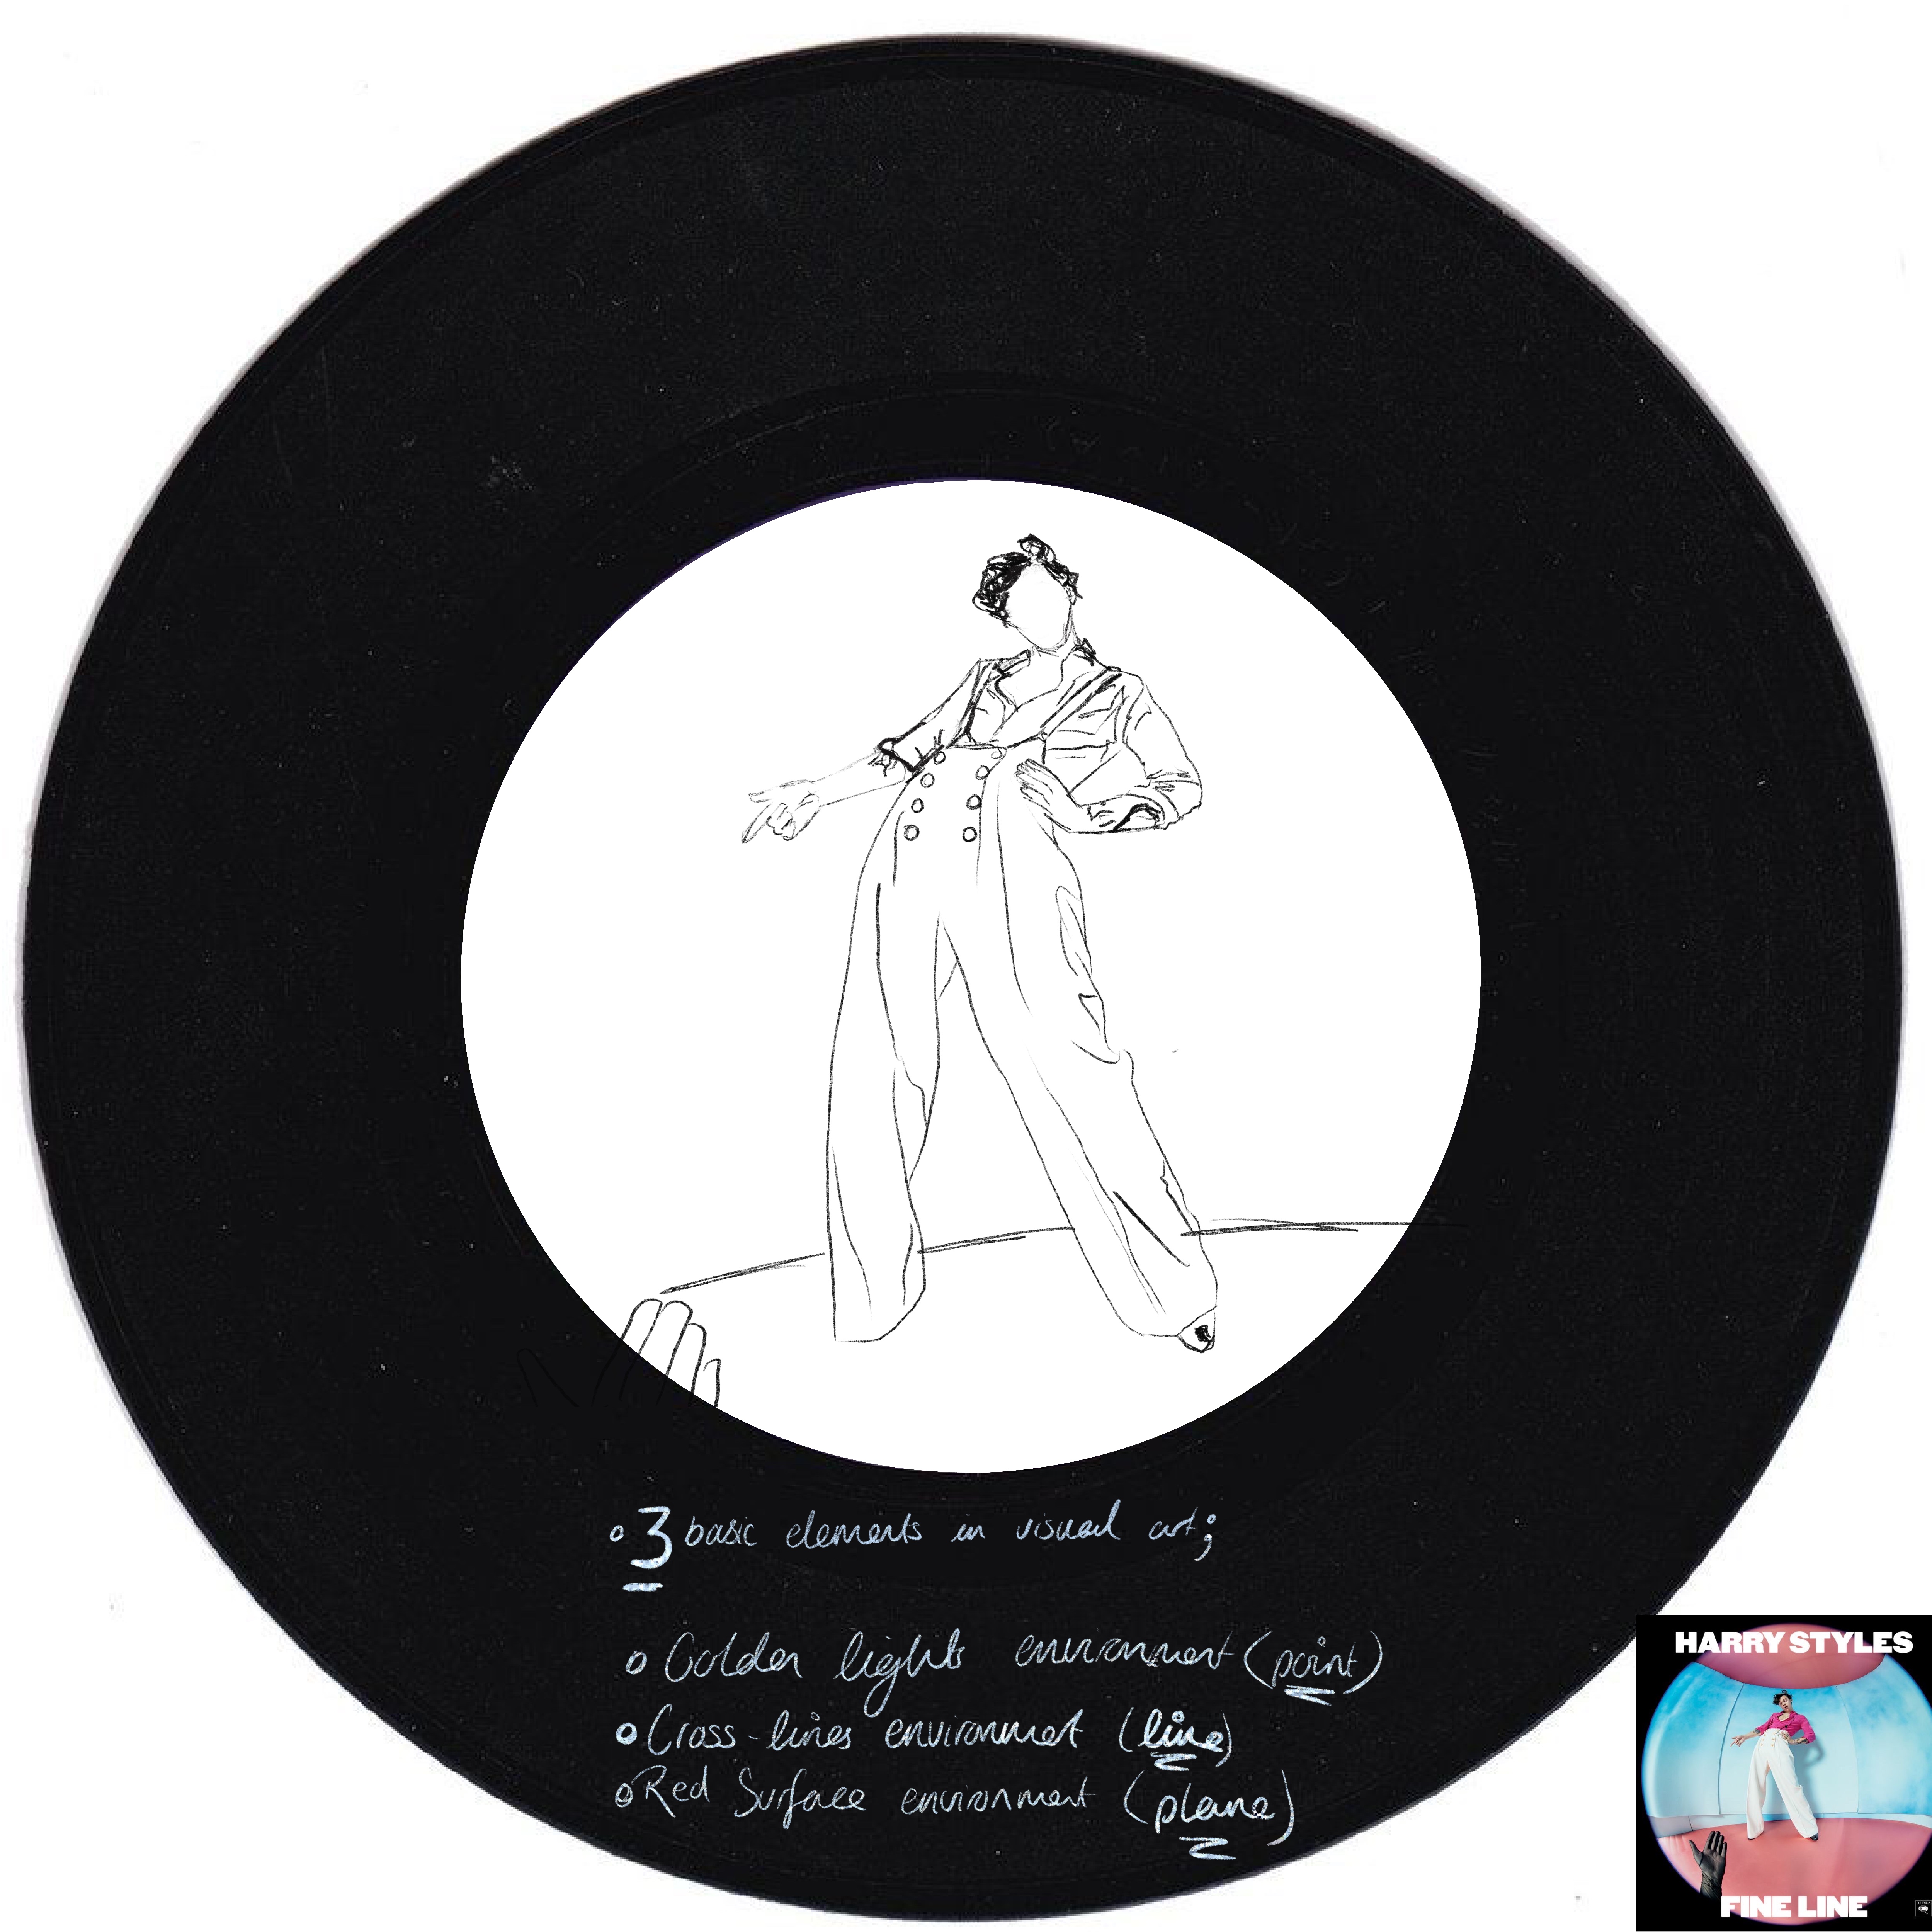 3 basic elements in visual art;
Golden lights environment (point)
Cross-lines environmet (line)
Red Surface environment (plane)
HARRY STYLES
FINE LINE